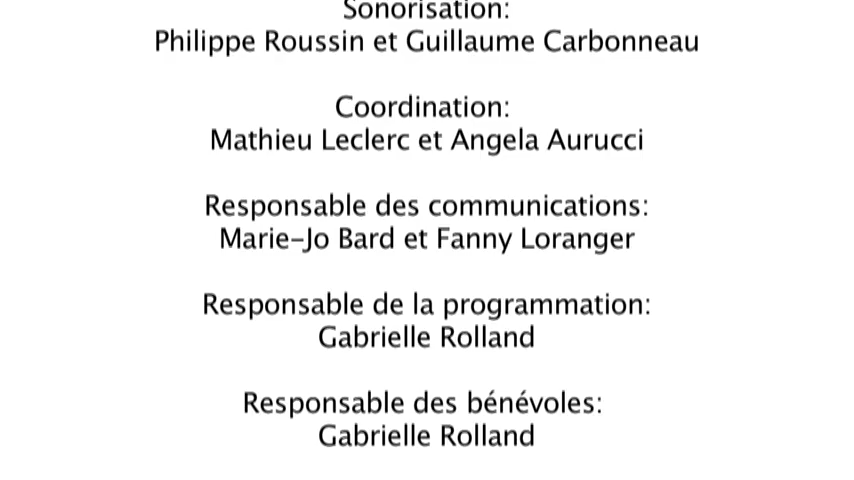 Sonorisation:
Philippe Roussin et Guillaume Carbonneau
Coordination:
Mathieu Leclerc et Angela Aurucci
Responsable des communications:
Marie-Jo Bard et Fanny Loranger
Responsable de la programmation:
Gabrielle Rolland
Responsable des bénévoles:
Gabrielle Rolland